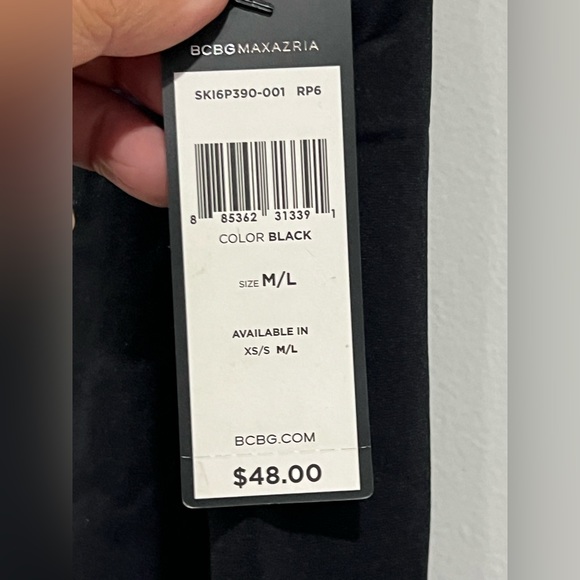 BCBGMAXAZRIA
SKI6P390-001 RP6
8 85362 31339 1
COLOR BLACK
SIZE M/L
AVAILABLE IN
XS/S M/L
BCBG.COM
$48.00